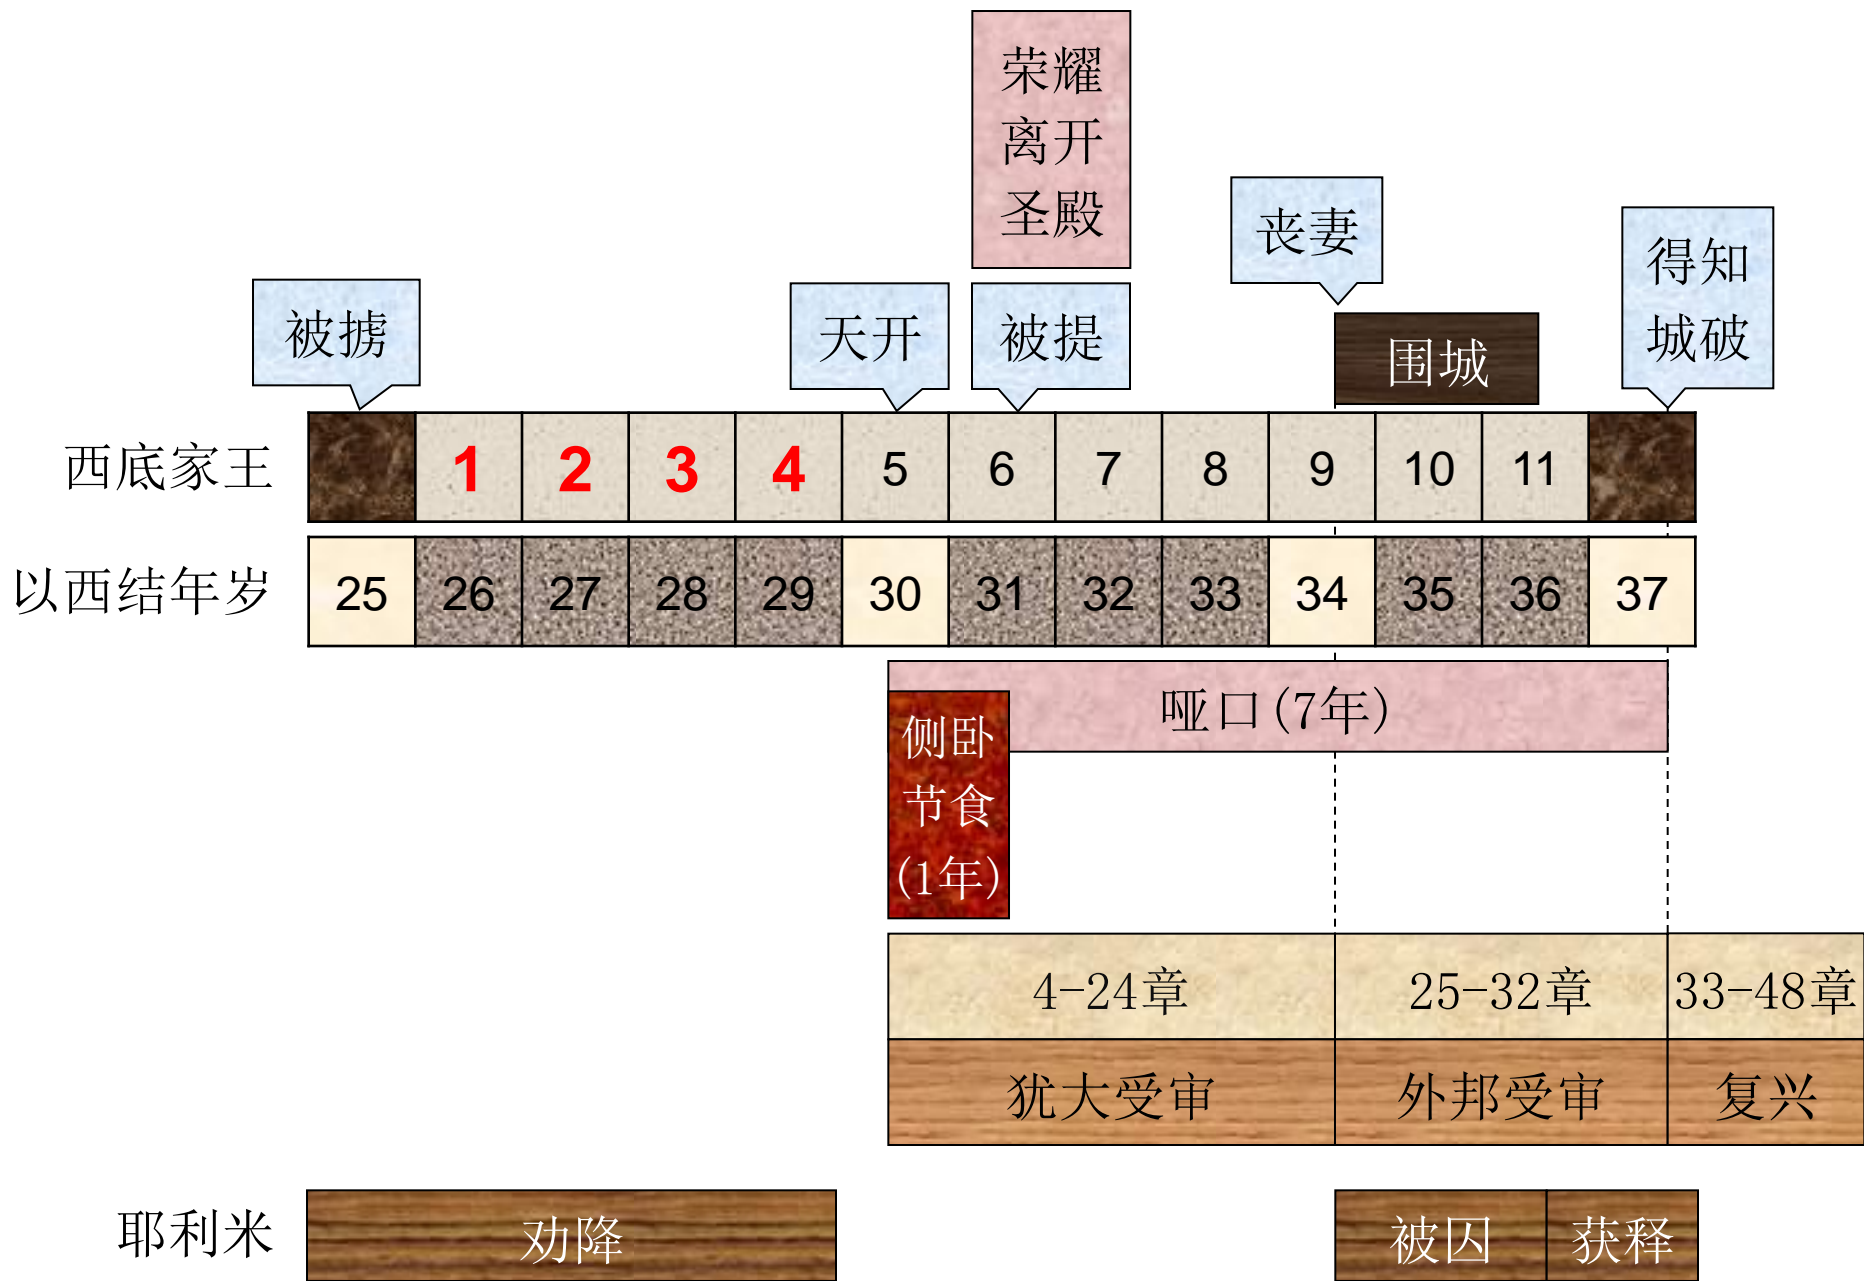 荣耀
离开
圣殿
丧妻
得知
城破
被掳
天开
被提
围城
西底家王 1 2 3 4 5 6 7 8 9 10 11
以西结年岁 25 26 27 28 29 30 31 32 33 34 35 36 37
哑口(7年)
侧卧
节食
(1年)
4-24章 25-32章 33-48章
犹大受审 外邦受审 复兴
耶利米 劝降 被囚 获释